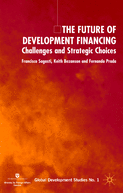 THE FUTURE OF
DEVELOPMENT FINANCING
Challenges and Strategic Choices
Francisco Sagasti, Keith Bezanson and Fernando Prada
Global Development Studies No. 1